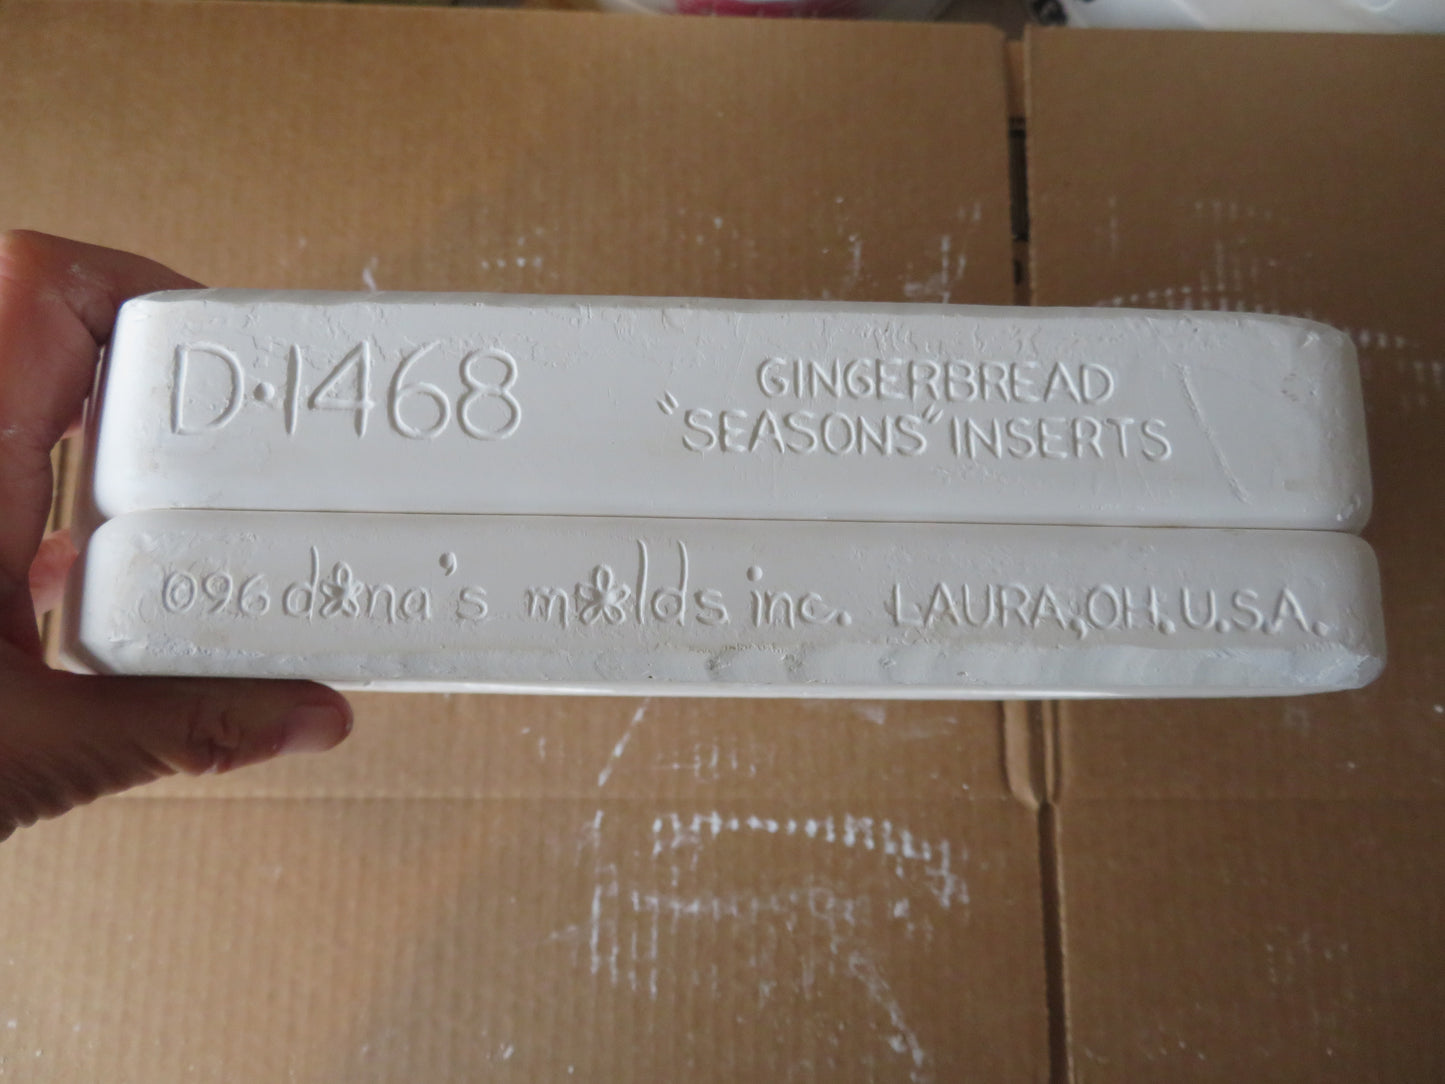 D-1468
GINGERBREAD
"SEASONS" INSERTS
©96 dona's molds inc. LAURA, OH. U.S.A.